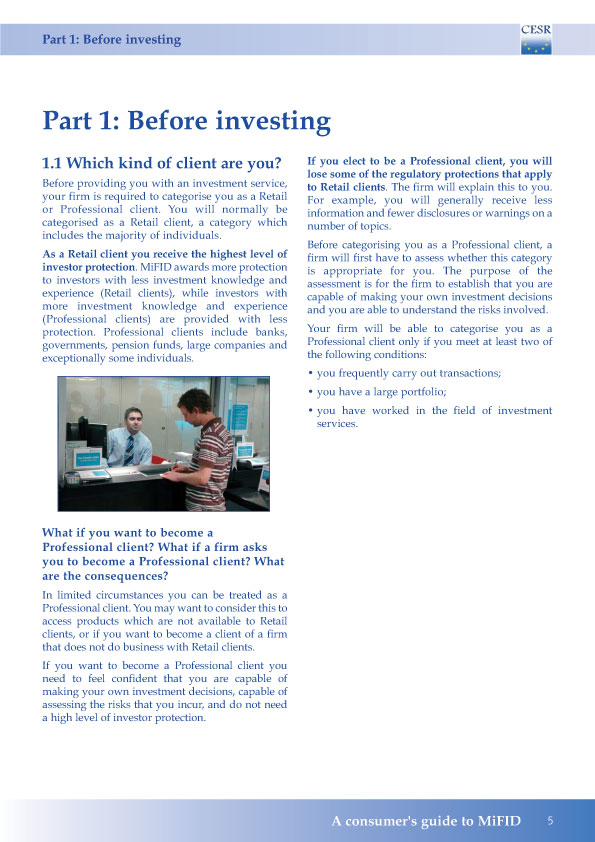 Part 1: Before investing
CESR
Part 1: Before investing
1.1 Which kind of client are you?
Before providing you with an investment service,
your firm is required to categorise you as a Retail
or Professional client. You will normally be
categorised as a Retail client, a category which
includes the majority of individuals.
As a Retail client you receive the highest level of
investor protection. MiFID awards more protection
to investors with less investment knowledge and
experience (Retail clients), while investors with
more investment knowledge and experience
(Professional clients) are provided with less
protection. Professional clients include banks,
governments, pension funds, large companies and
exceptionally some individuals.
What if you want to become a
Professional client? What if a firm asks
you to become a Professional client? What
are the consequences?
In limited circumstances you can be treated as a
Professional client. You may want to consider this to
access products which are not available to Retail
clients, or if you want to become a client of a firm
that does not do business with Retail clients.
If you want to become a Professional client you
need to feel confident that you are capable of
making your own investment decisions, capable of
assessing the risks that you incur, and do not need
a high level of investor protection.
If you elect to be a Professional client, you will
lose some of the regulatory protections that apply
to Retail clients. The firm will explain this to you.
For example, you will generally receive less
information and fewer disclosures or warnings on a
number of topics.
Before categorising you as a Professional client, a
firm will first have to assess whether this category
is appropriate for you. The purpose of the
assessment is for the firm to establish that you are
capable of making your own investment decisions
and you are able to understand the risks involved.
Your firm will be able to categorise you as a
Professional client only if you meet at least two of
the following conditions:
• you frequently carry out transactions;
• you have a large portfolio;
• you have worked in the field of investment
services.
A consumer's guide to MiFID 5